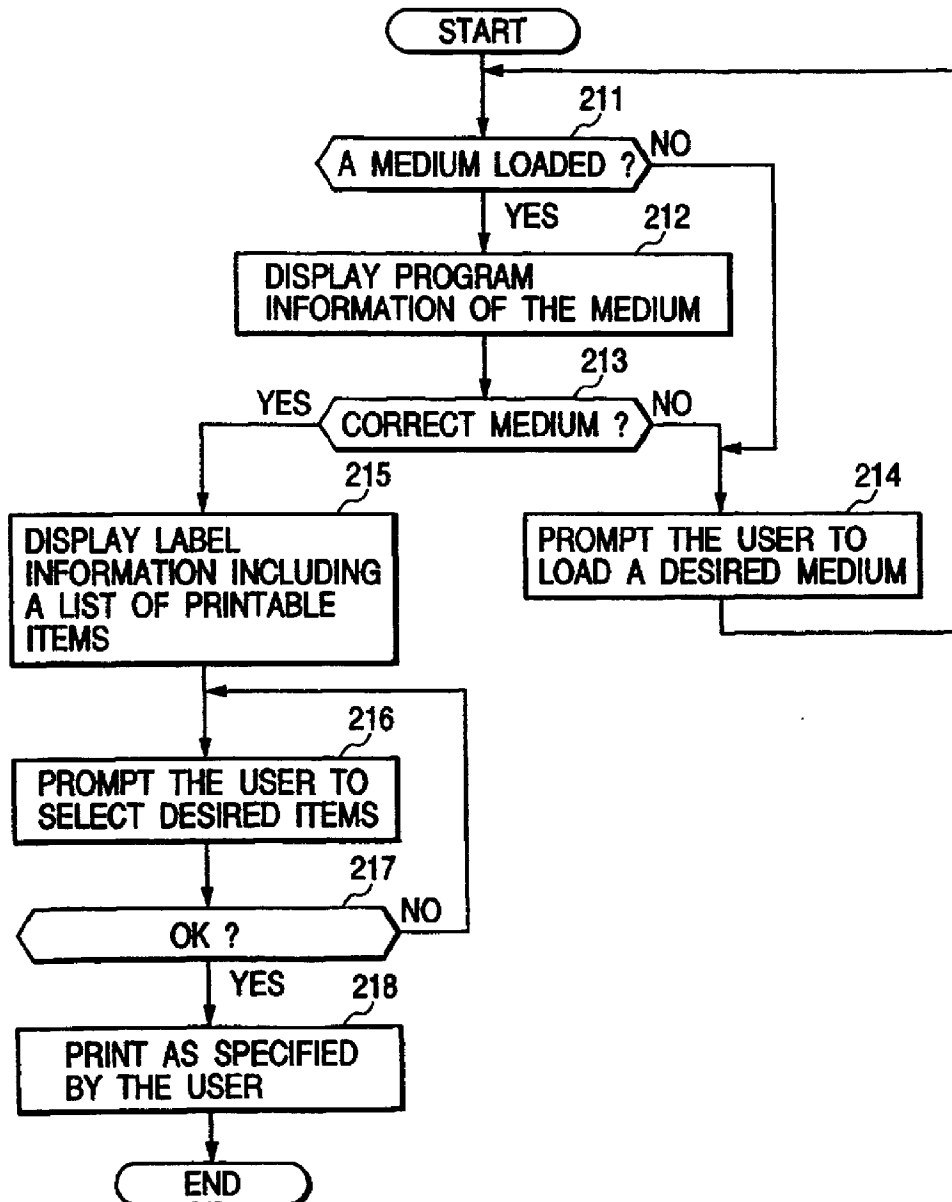 START
211
A MEDIUM LOADED ?
NO
YES
212
DISPLAY PROGRAM
INFORMATION OF THE MEDIUM
213
YES
CORRECT MEDIUM ?
NO
215
DISPLAY LABEL
INFORMATION INCLUDING
A LIST OF PRINTABLE
ITEMS
214
PROMPT THE USER TO
LOAD A DESIRED MEDIUM
216
PROMPT THE USER TO
SELECT DESIRED ITEMS
217
OK ?
NO
YES
218
PRINT AS SPECIFIED
BY THE USER
END